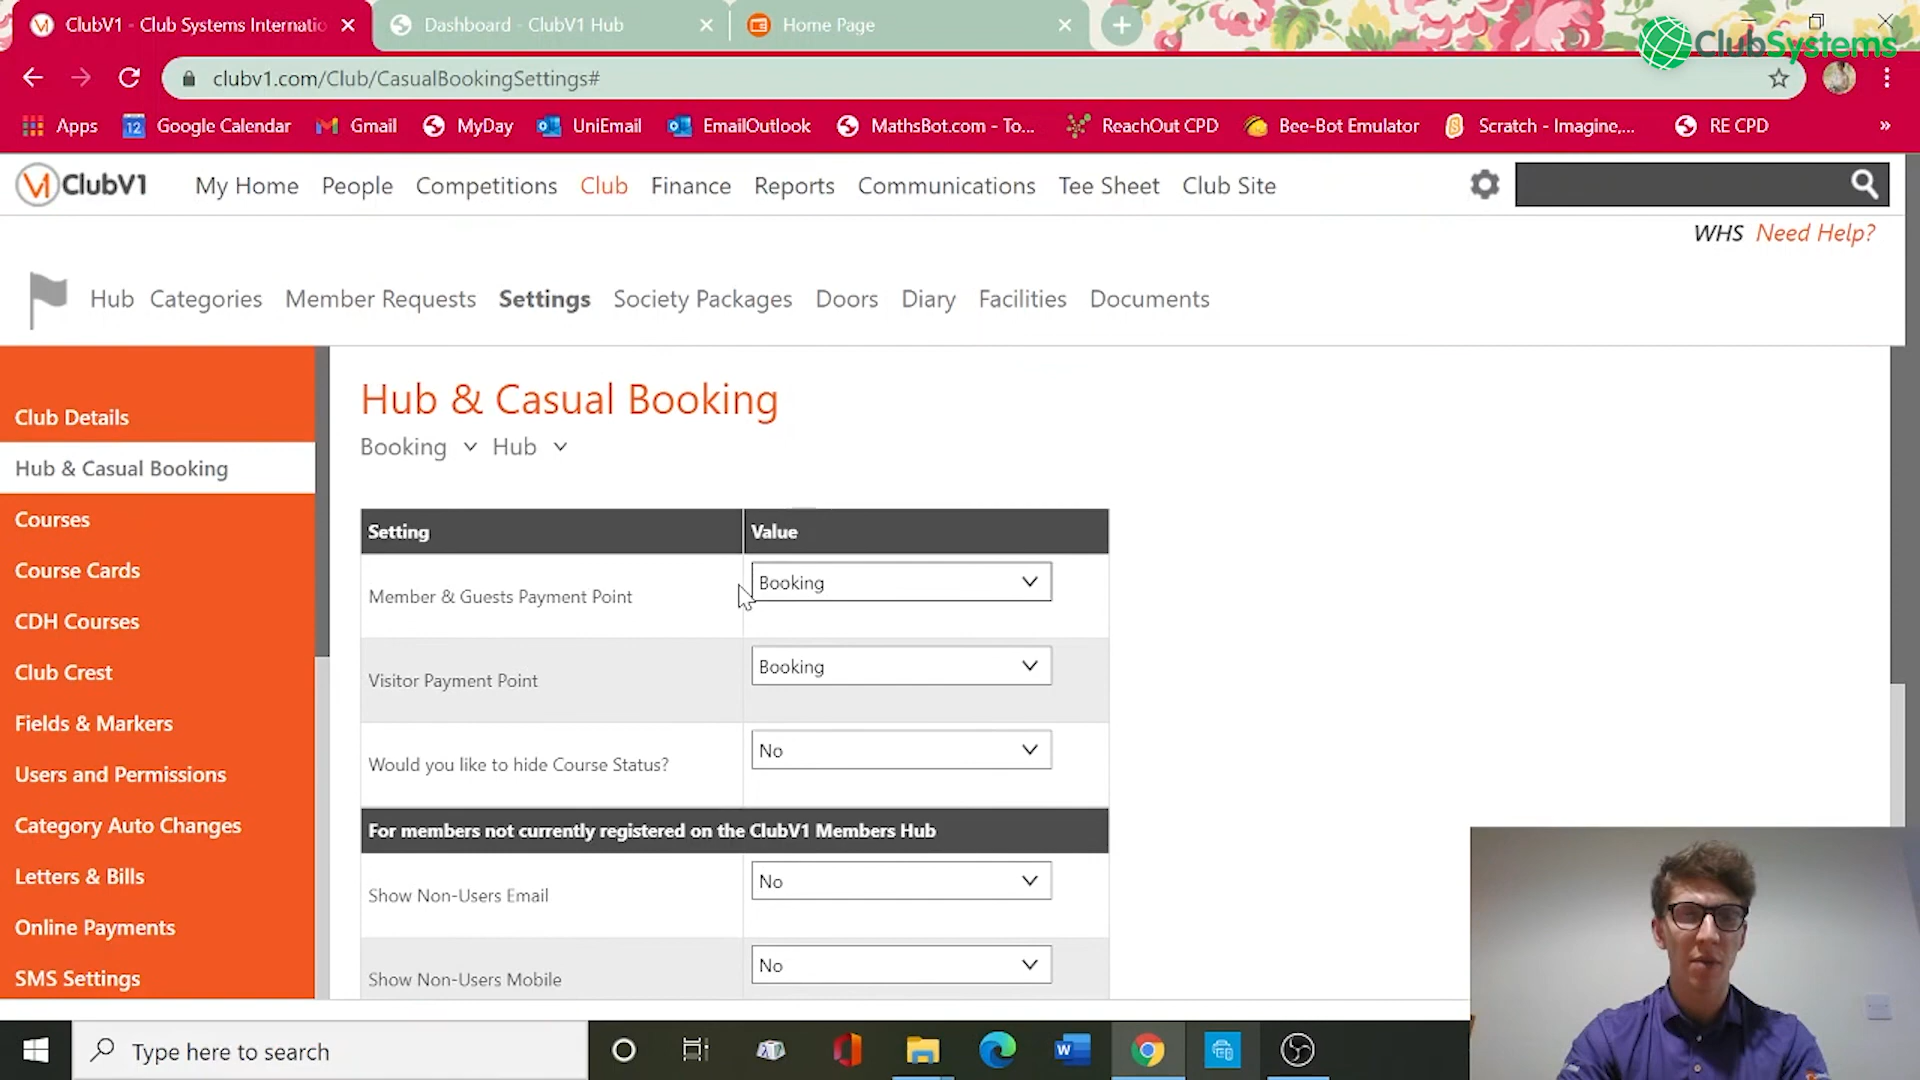 ClubV1 - Club Systems Internatio
Dashboard - ClubV1 Hub
Home Page
ClubSystems
clubv1.com/Club/CasualBookingSettings#
Apps
12
Google Calendar
Gmail
MyDay
UniEmail
EmailOutlook
MathsBot.com - To...
ReachOut CPD
Bee-Bot Emulator
Scratch - Imagine,...
RE CPD
»
ClubV1
My Home
People
Competitions
Club
Finance
Reports
Communications
Tee Sheet
Club Site
WHS
Need Help?
Hub
Categories
Member Requests
Settings
Society Packages
Doors
Diary
Facilities
Documents
Club Details
Hub & Casual Booking
Courses
Course Cards
CDH Courses
Club Crest
Fields & Markers
Users and Permissions
Category Auto Changes
Letters & Bills
Online Payments
SMS Settings
Hub & Casual Booking
Booking
Hub
Setting
Value
Member & Guests Payment Point
Booking
Visitor Payment Point
Booking
Would you like to hide Course Status?
No
For members not currently registered on the ClubV1 Members Hub
Show Non-Users Email
No
Show Non-Users Mobile
No
Type here to search